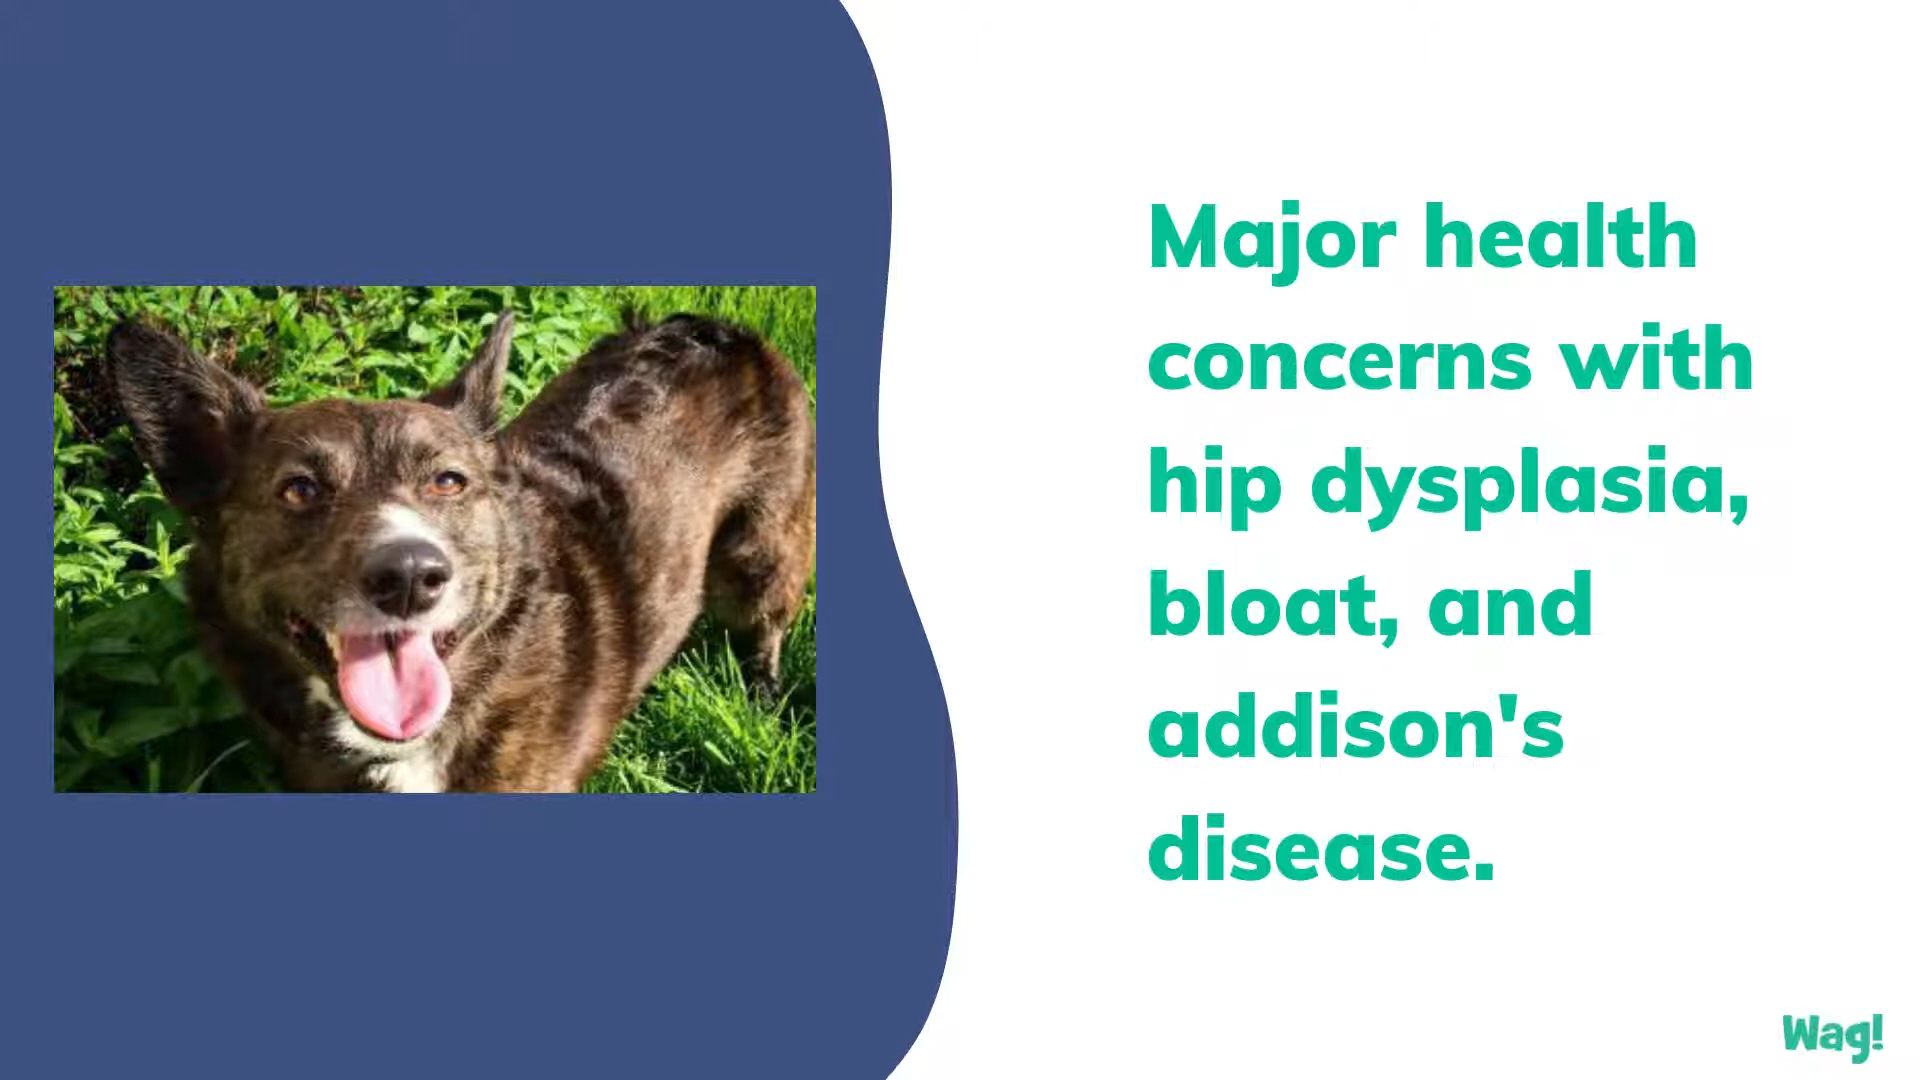 Major health
concerns with
hip dysplasia,
bloat, and
addison's
disease.
Wag!